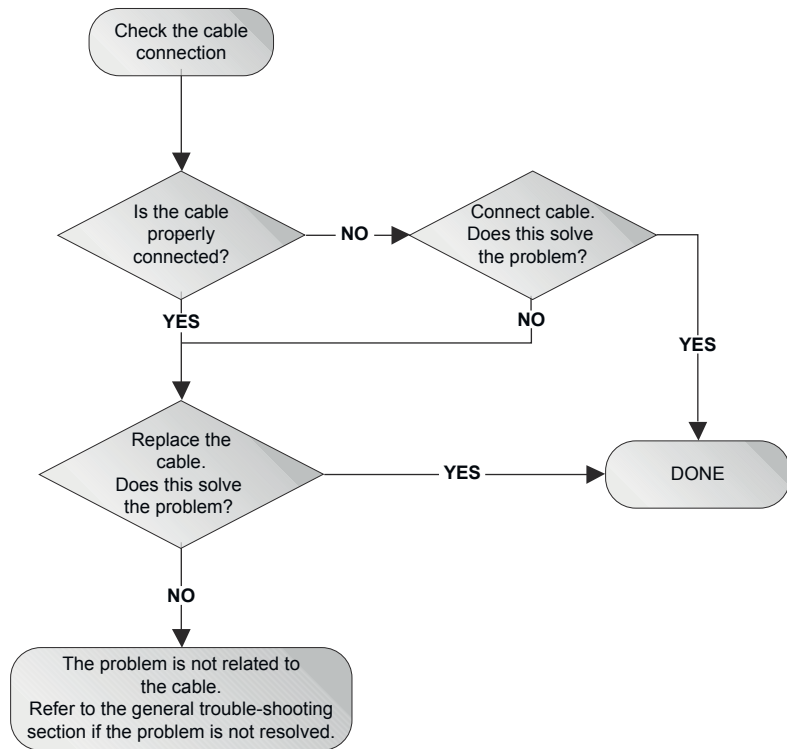 Check the cable
connection
Is the cable
properly
connected?
NO
Connect cable.
Does this solve
the problem?
YES
NO
YES
Replace the
cable.
Does this solve
the problem?
YES
DONE
NO
The problem is not related to
the cable.
Refer to the general trouble-shooting
section if the problem is not resolved.